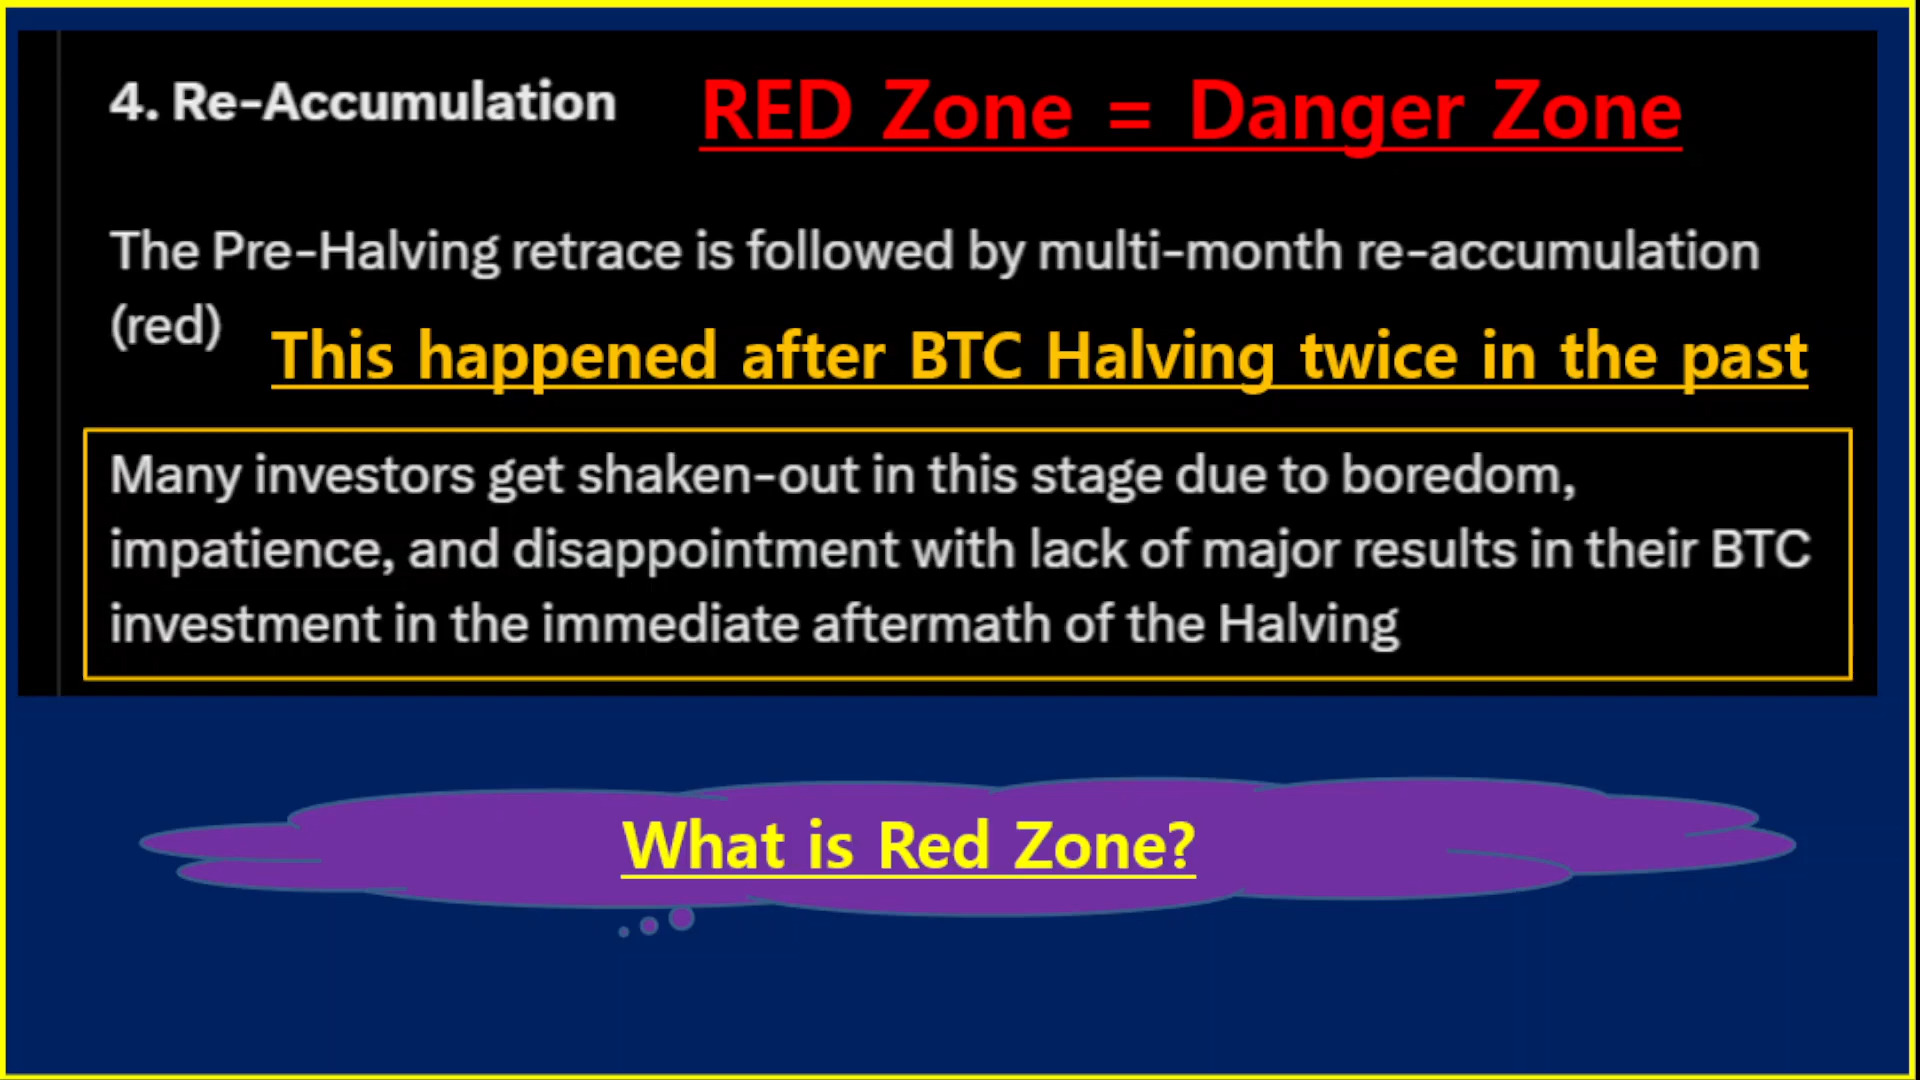 4. Re-Accumulation
RED Zone = Danger Zone
The Pre-Halving retrace is followed by multi-month re-accumulation
(red)
This happened after BTC Halving twice in the past
Many investors get shaken-out in this stage due to boredom,
impatience, and disappointment with lack of major results in their BTC
investment in the immediate aftermath of the Halving
What is Red Zone?